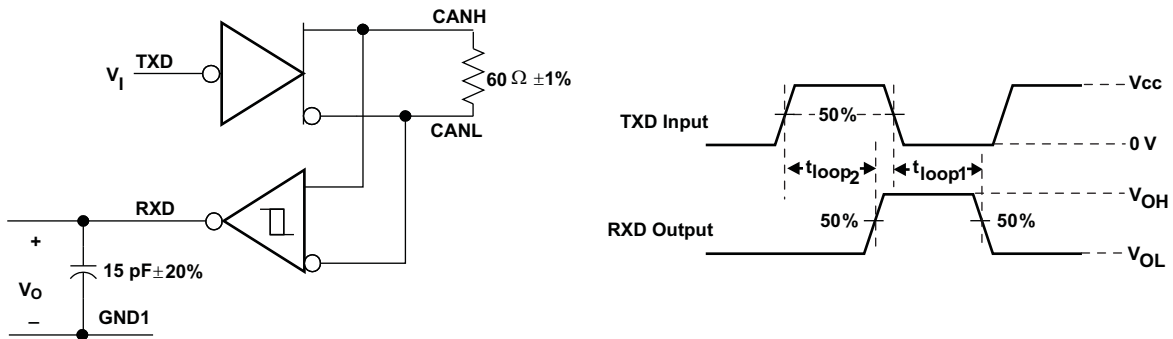 CANH
TXD
V_I
60 Ω ±1%
CANL
RXD
+
15 pF±20%
V_O
–
GND1
Vcc
50%
TXD Input
0 V
t_loop2
t_loop1
V_OH
50%
50%
RXD Output
V_OL